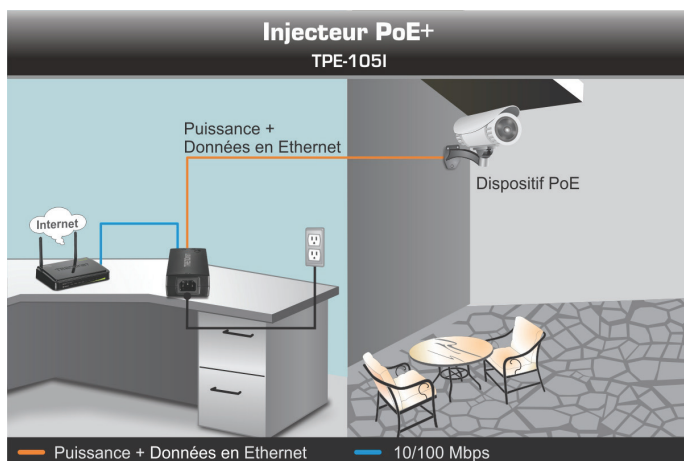 Injecteur PoE+
TPE-105I
Puissance +
Données en Ethernet
Dispositif PoE
Internet
Puissance + Données en Ethernet
10/100 Mbps